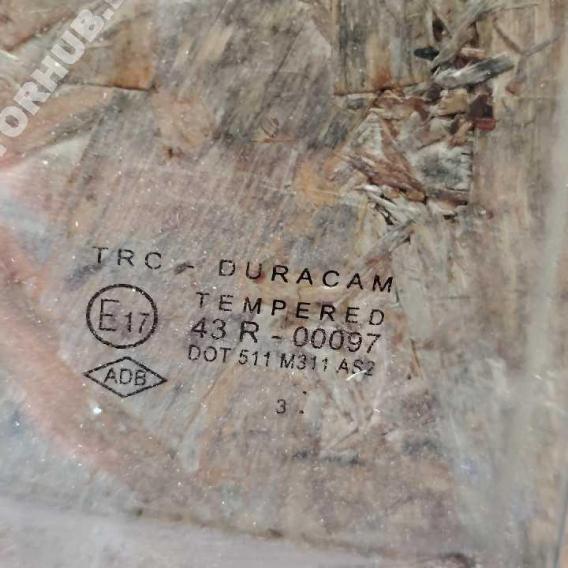 TRC - DURACAM
TEMPERED
E17
43 R - 00097
DOT 511 M311 AS2
ADB
3 .